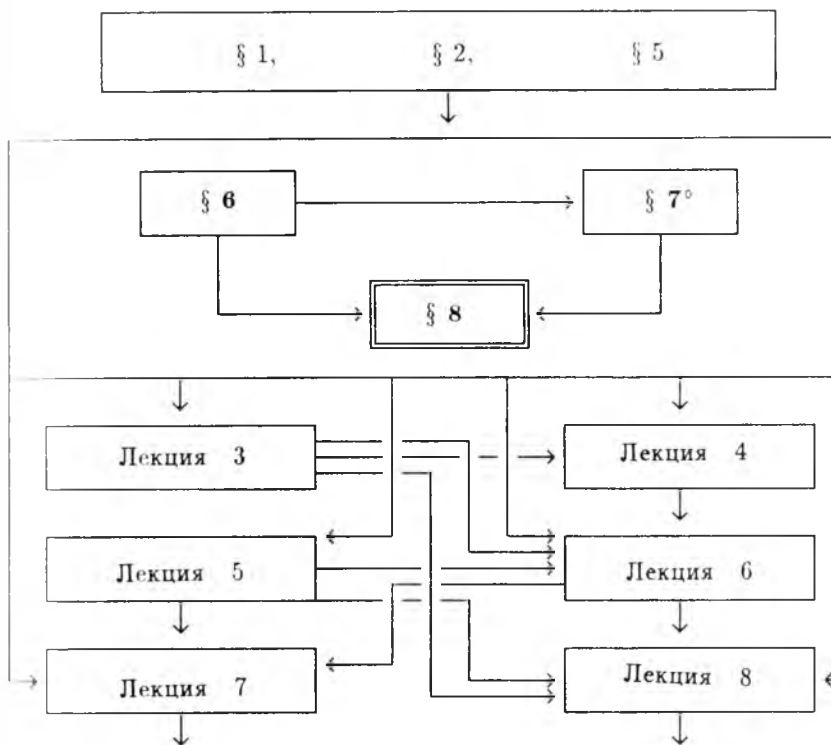 § 1, § 2, § 5
§ 6 § 7°
§ 8
Лекция 3 Лекция 4
Лекция 5 Лекция 6
Лекция 7 Лекция 8